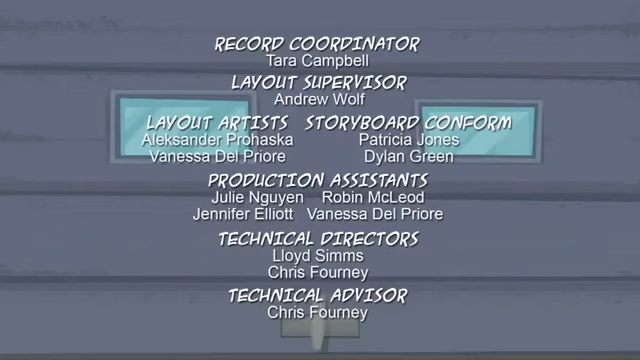 RECORD COORDINATOR
Tara Campbell
LAYOUT SUPERVISOR
Andrew Wolf
LAYOUT ARTISTS STORYBOARD CONFORM
Aleksander Prohaska Patricia Jones
Vanessa Del Priore Dylan Green
PRODUCTION ASSISTANTS
Julie Nguyen Robin McLeod
Jennifer Elliott Vanessa Del Priore
TECHNICAL DIRECTORS
Lloyd Simms
Chris Fourney
TECHNICAL ADVISOR
Chris Fourney